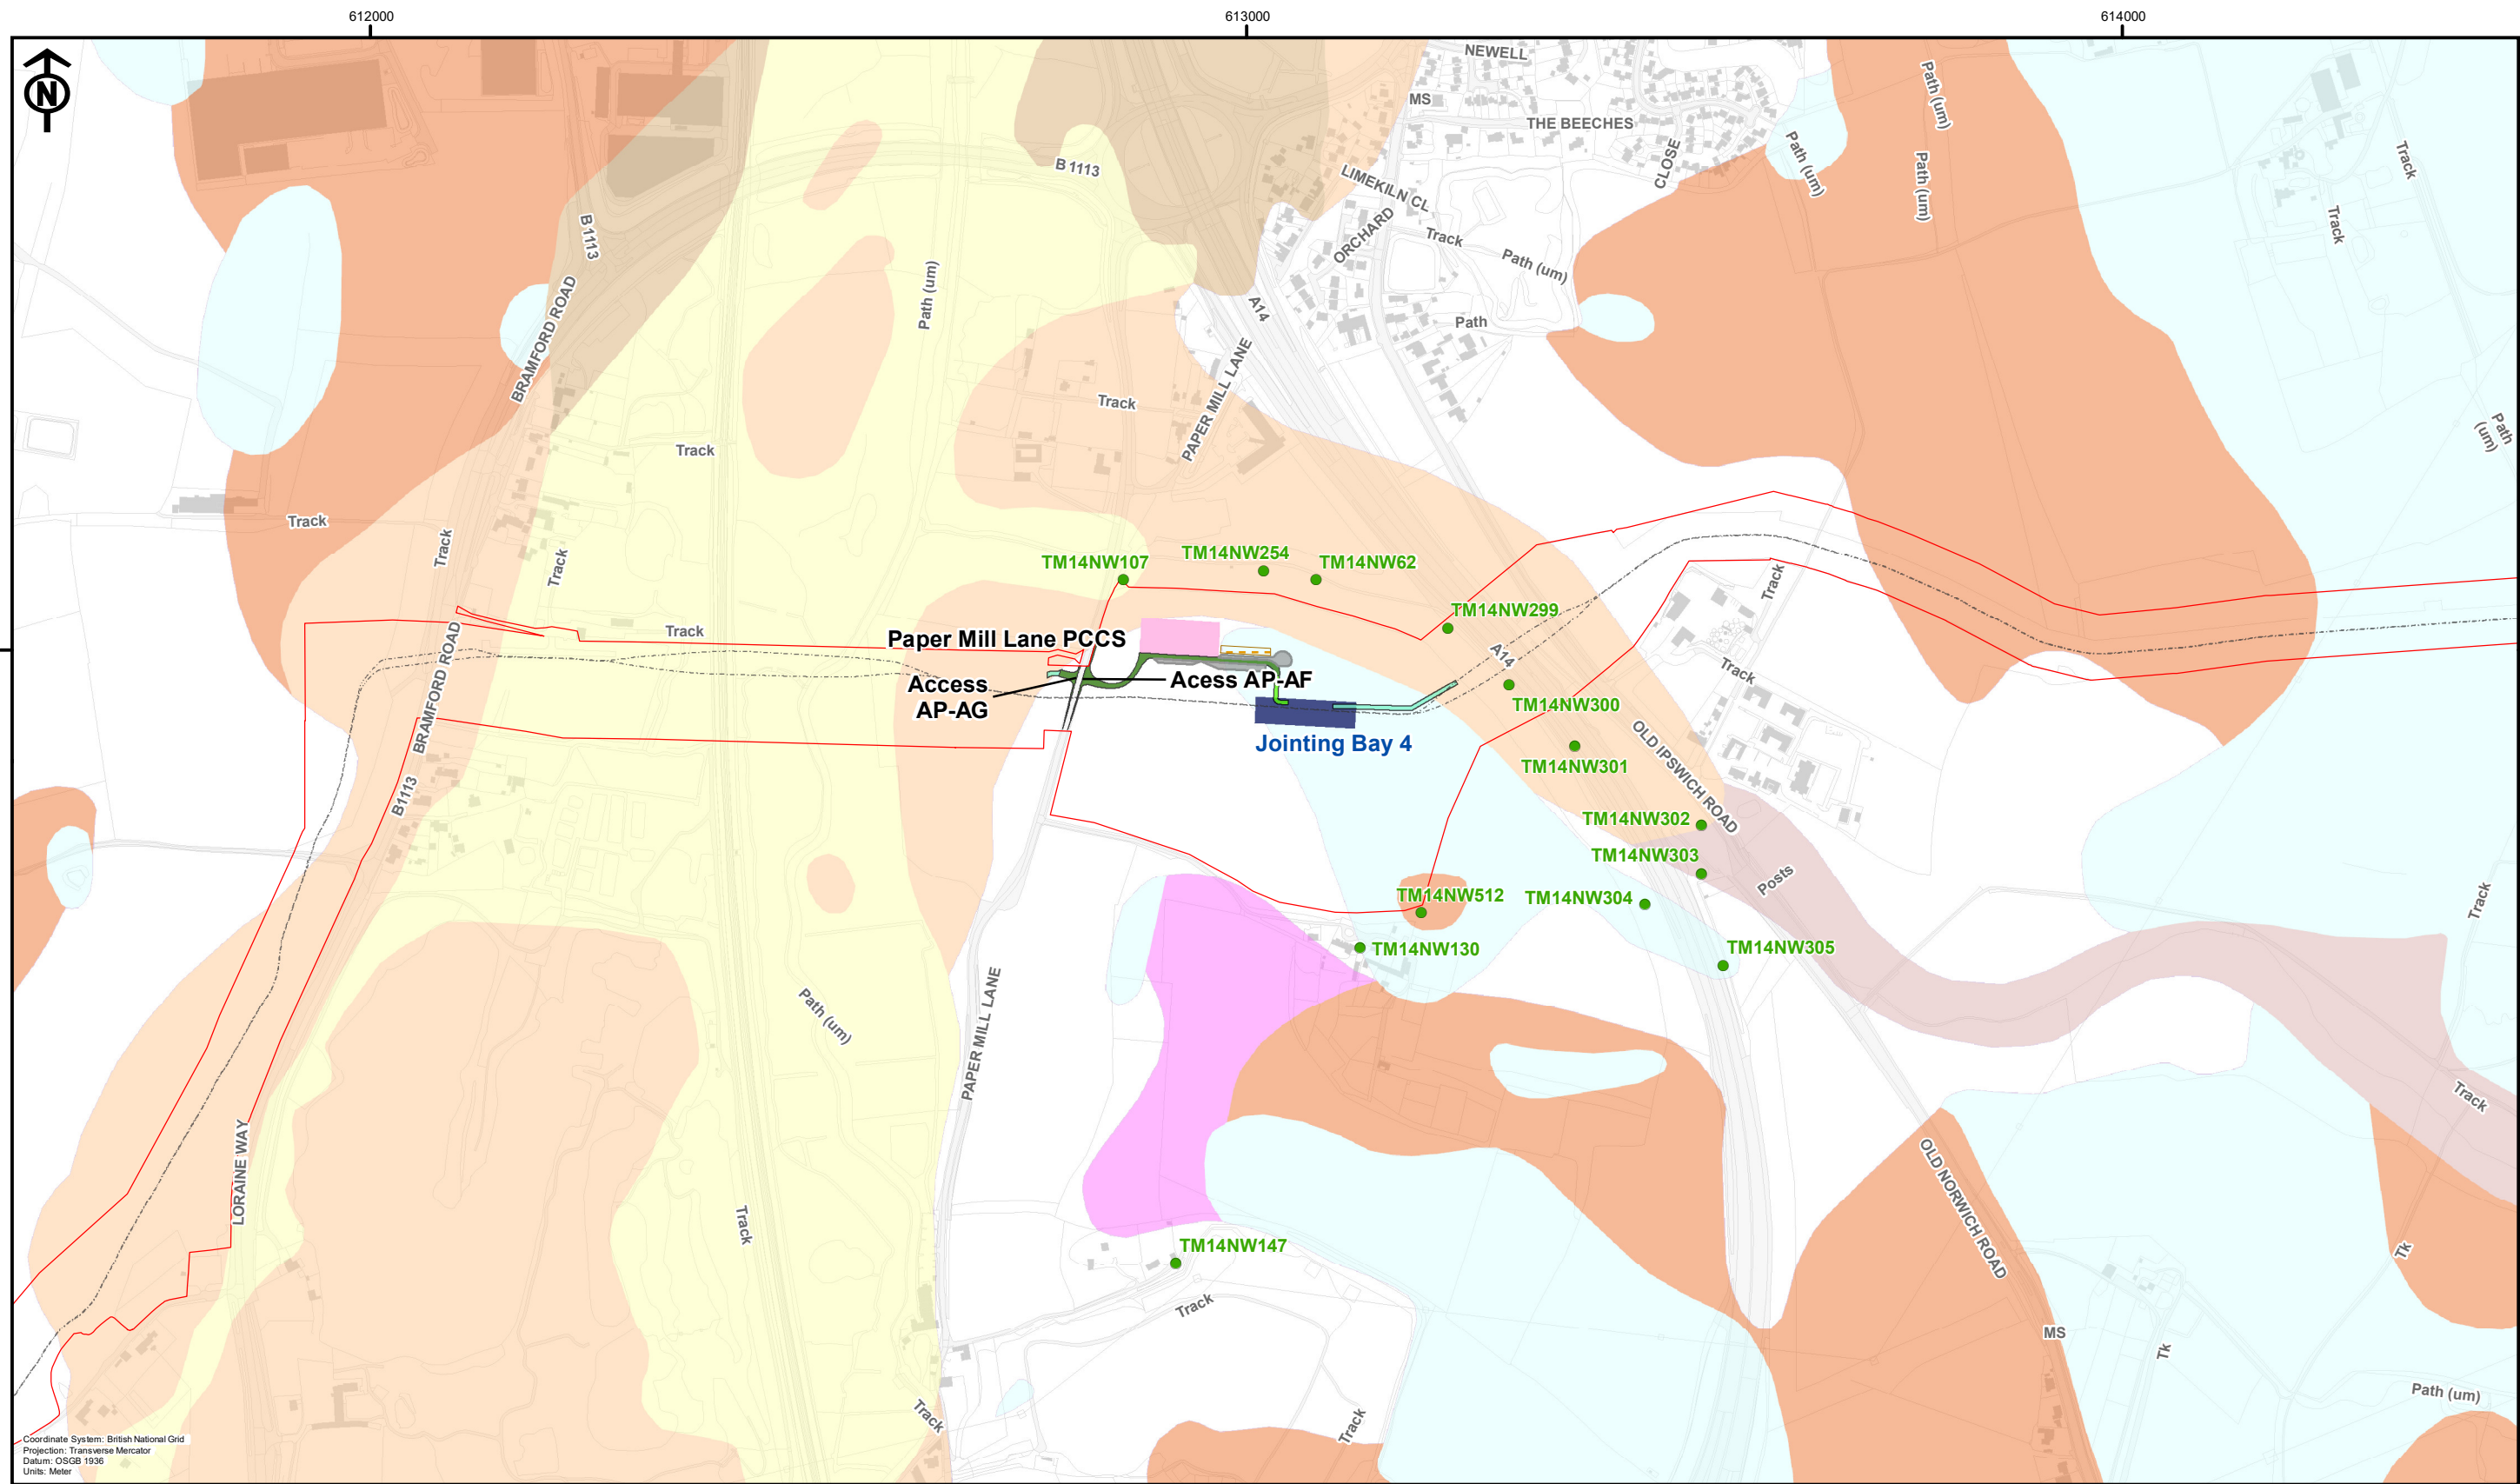 612000
613000
614000
N
NEWELL
MS
THE BEECHES
CLOSE
LIMEKILN CL
ORCHARD
Track
Path (um)
Path
Path (um)
Path (um)
Path (um)
Track
Track
Path
(um)
B 1113
B 1113
BRAMFORD ROAD
Path (um)
A14
PAPER MILL LANE
Track
Track
Track
Track
Track
TM14NW107
TM14NW254
TM14NW62
TM14NW299
Track
BRAMFORD ROAD
Track
Paper Mill Lane PCCS
Access
AP-AG
Acess AP-AF
A14
TM14NW300
Track
Jointing Bay 4
TM14NW301
OLD IPSWICH ROAD
B1113
TM14NW302
TM14NW303
Posts
TM14NW512
TM14NW304
TM14NW130
TM14NW305
Track
Path (um)
PAPER MILL LANE
LORAINE WAY
Track
TM14NW147
Track
Track
OLD NORWICH ROAD
Track
Tk
MS
Tk
Path (um)
Track
Coordinate System: British National Grid
Projection: Transverse Mercator
Datum: OSGB 1936
Units: Meter